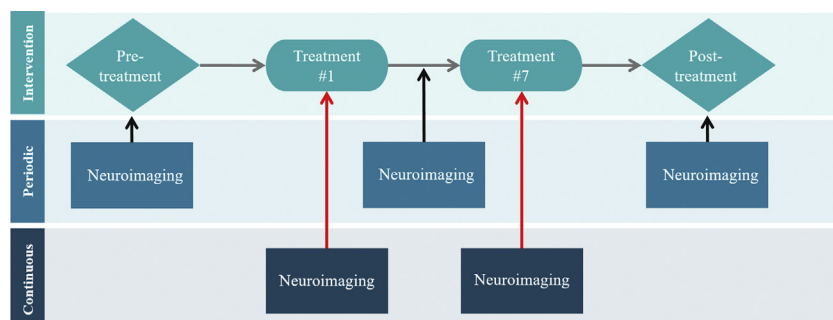 Intervention
Pre-
treatment
Treatment
#1
Treatment
#7
Post-
treatment
Periodic
Neuroimaging
Neuroimaging
Neuroimaging
Continuous
Neuroimaging
Neuroimaging